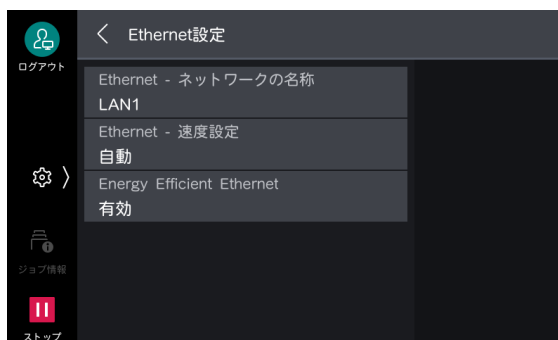 Ethernet設定
ログアウト
Ethernet - ネットワークの名称
LAN1
Ethernet - 速度設定
自動
Energy Efficient Ethernet
有効
ジョブ情報
ストップ